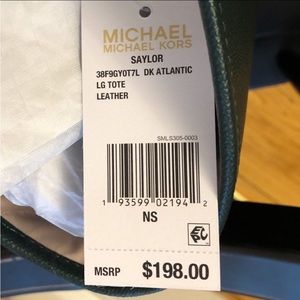 MICHAEL
MICHAEL KORS
SAYLOR
38F9GY0T7L DK ATLANTIC
LG TOTE
LEATHER
SMLS305-0003
1 93599 02194 2
NS
MSRP $198.00